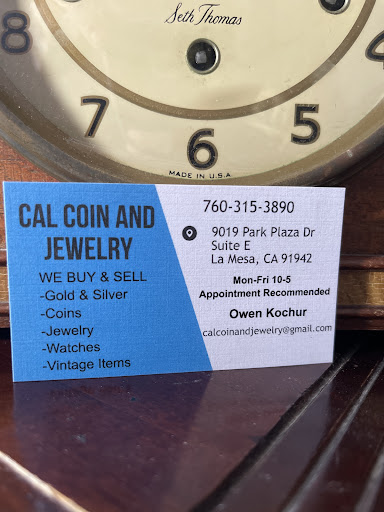 Seth Thomas
8
7
6
5
4
MADE IN U.S.A.
CAL COIN AND
JEWELRY
WE BUY & SELL
-Gold & Silver
-Coins
-Jewelry
-Watches
-Vintage Items
760-315-3890
9019 Park Plaza Dr
Suite E
La Mesa, CA 91942
Mon-Fri 10-5
Appointment Recommended
Owen Kochur
calcoinandjewelry@gmail.com